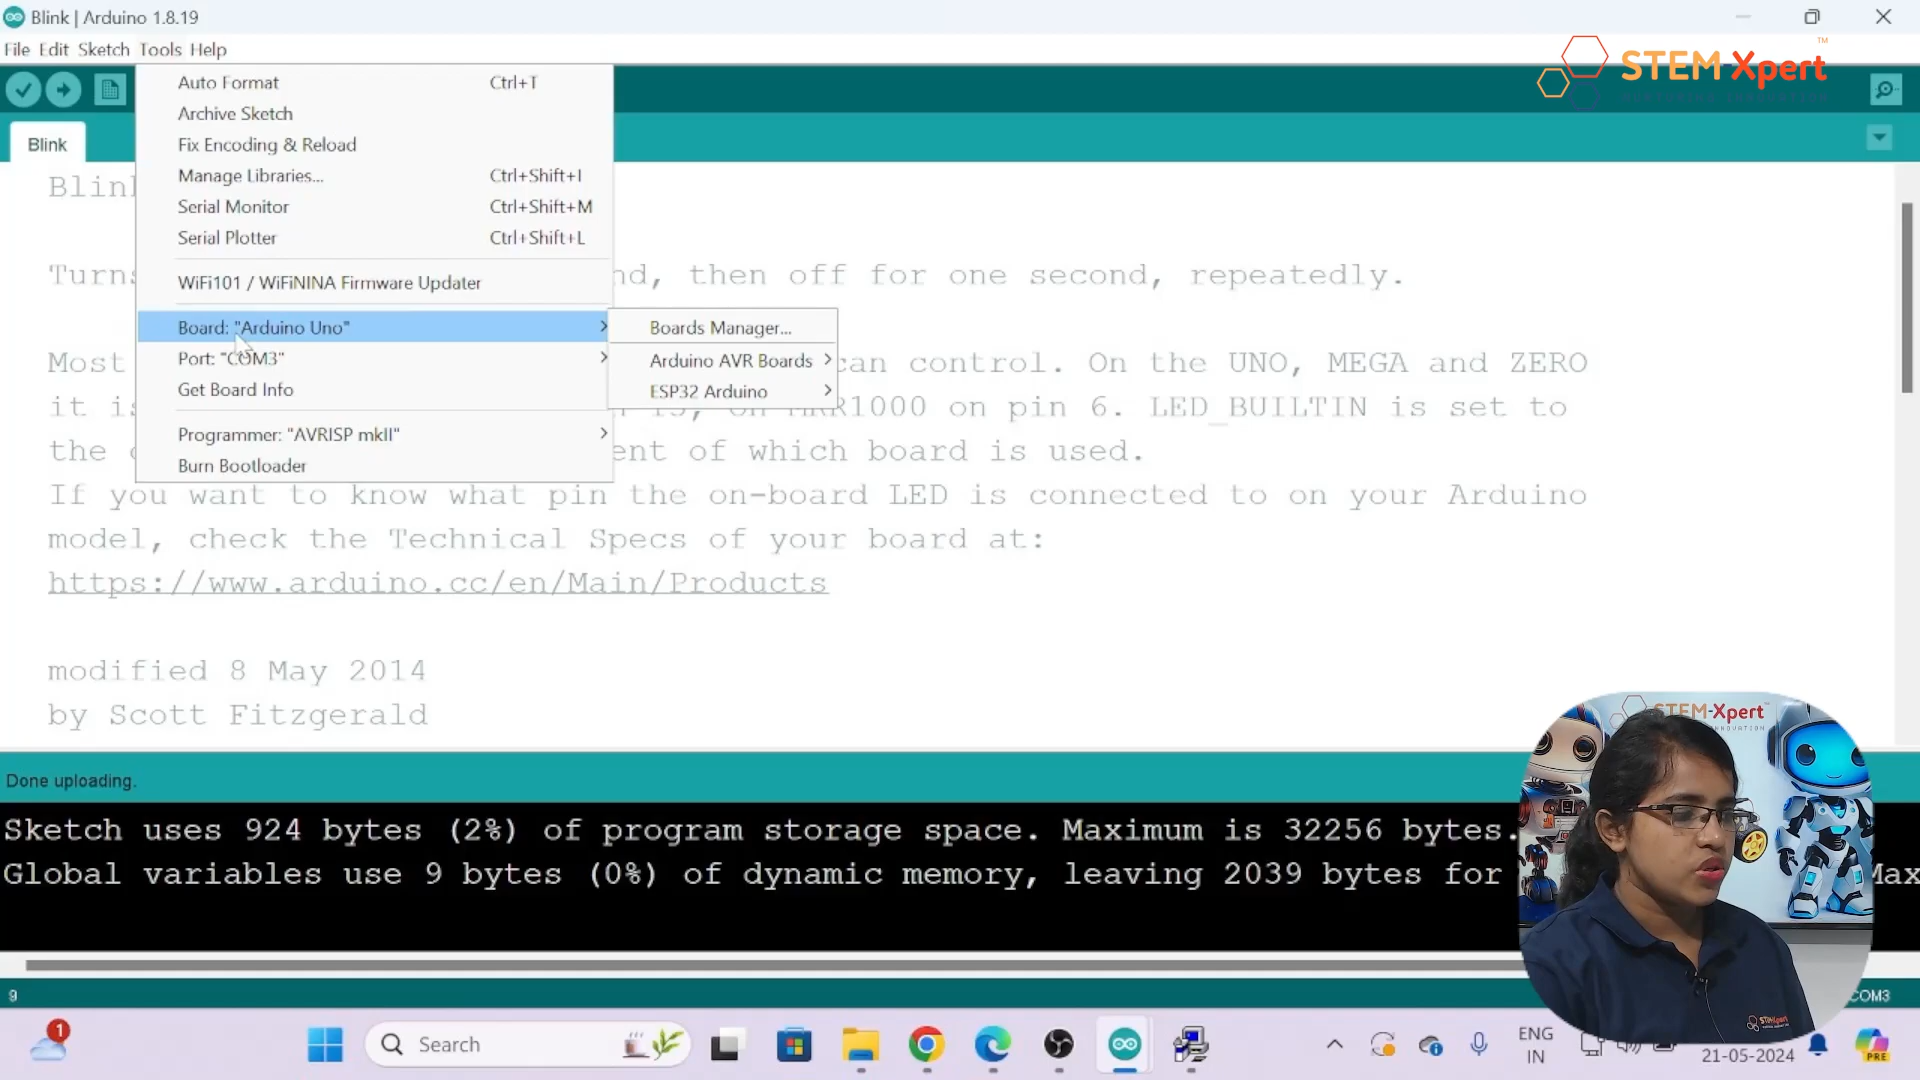 Blink | Arduino 1.8.19
File Edit Sketch Tools Help
STEM Xpert
TM
Auto Format Ctrl+T
Archive Sketch
Fix Encoding & Reload
Manage Libraries... Ctrl+Shift+I
Serial Monitor Ctrl+Shift+M
Serial Plotter Ctrl+Shift+L
WiFi101 / WiFiNINA Firmware Updater
Board: "Arduino Uno"
Port: "COM3"
Get Board Info
Programmer: "AVRISP mkII"
Burn Bootloader
Boards Manager...
Arduino AVR Boards
ESP32 Arduino
Blink
Blin
Turns nd, then off for one second, repeatedly.
Most can control. On the UNO, MEGA and ZERO
it is R1000 on pin 6. LED_BUILTIN is set to
the ent of which board is used.
If you want to know what pin the on-board LED is connected to on your Arduino
model, check the Technical Specs of your board at:
https://www.arduino.cc/en/Main/Products
modified 8 May 2014
by Scott Fitzgerald
STEM-Xpert
Done uploading.
Sketch uses 924 bytes (2%) of program storage space. Maximum is 32256 bytes.
Global variables use 9 bytes (0%) of dynamic memory, leaving 2039 bytes for Max
9
COM3
1
Search
ENG
IN
21-05-2024
PRE